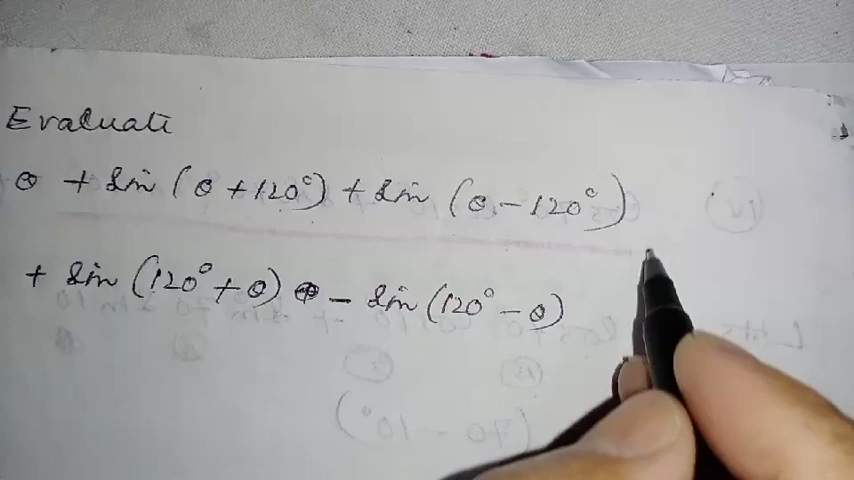 Evaluate
θ + sin (θ + 120°) + sin (θ - 120°)
+ sin (120° + θ) - sin (120° - θ)